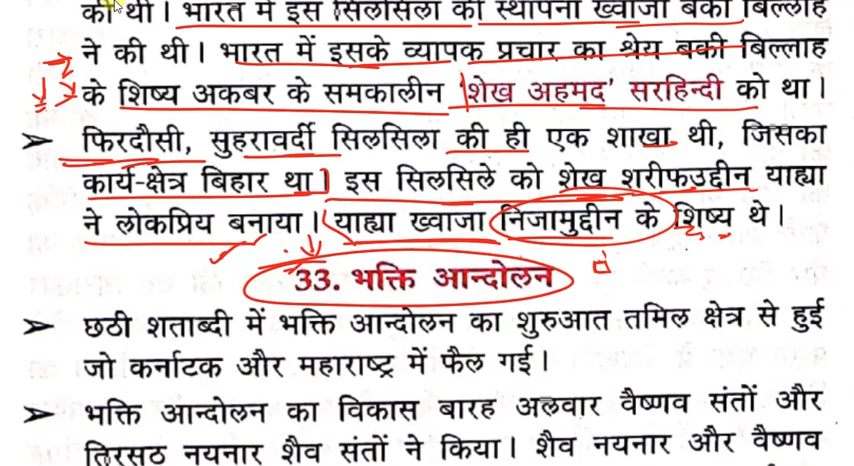 की थी। भारत में इस सिलसिला की स्थापना ख्वाजा बकी बिल्लाह
ने की थी। भारत में इसके व्यापक प्रचार का श्रेय बकी बिल्लाह
के शिष्य अकबर के समकालीन 'शेख अहमद' सरहिन्दी को था।
➤ फिरदौसी, सुहरावर्दी सिलसिला की ही एक शाखा थी, जिसका
कार्य-क्षेत्र बिहार था। इस सिलसिले को शेख शरीफउद्दीन याह्या
ने लोकप्रिय बनाया। याह्या ख्वाजा निजामुद्दीन के शिष्य थे।
33. भक्ति आन्दोलन
➤ छठी शताब्दी में भक्ति आन्दोलन का शुरुआत तमिल क्षेत्र से हुई
जो कर्नाटक और महाराष्ट्र में फैल गई।
➤ भक्ति आन्दोलन का विकास बारह अलवार वैष्णव संतों और
तिरसठ नयनार शैव संतों ने किया। शैव नयनार और वैष्णव